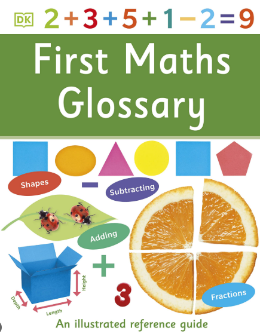 DK 2+3+5+1-2=9
First Maths
Glossary
Shapes
-
Subtracting
Adding
+
Depth
Length
Height
3
Fractions
An illustrated reference guide